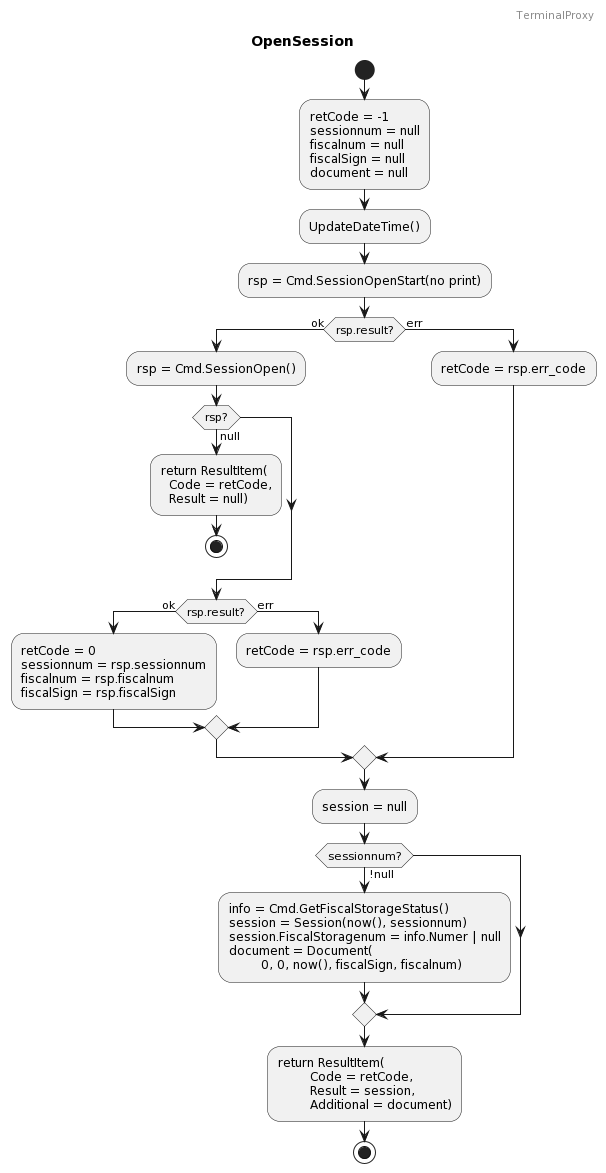 TerminalProxy
OpenSession
retCode = -1
sessionnum = null
fiscalnum = null
fiscalSign = null
document = null
UpdateDateTime()
rsp = Cmd.SessionOpenStart(no print)
ok
rsp.result?
err
rsp = Cmd.SessionOpen()
retCode = rsp.err_code
rsp?
null
return ResultItem(
Code = retCode,
Result = null)
ok
rsp.result?
err
retCode = 0
sessionnum = rsp.sessionnum
fiscalnum = rsp.fiscalnum
fiscalSign = rsp.fiscalSign
retCode = rsp.err_code
session = null
sessionnum?
!null
info = Cmd.GetFiscalStorageStatus()
session = Session(now(), sessionnum)
session.FiscalStoragenum = info.Numer | null
document = Document(
0, 0, now(), fiscalSign, fiscalnum)
return ResultItem(
Code = retCode,
Result = session,
Additional = document)